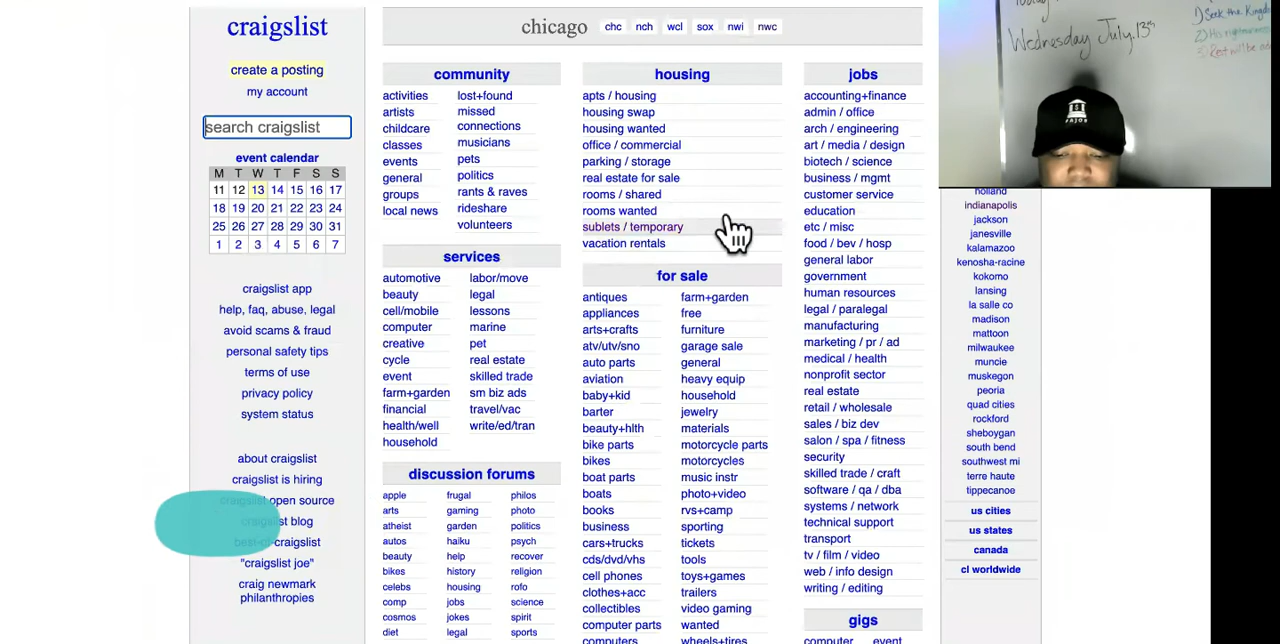 craigslist
create a posting
my account
search craigslist
event calendar
M T W T F S S
11 12 13 14 15 16 17
18 19 20 21 22 23 24
25 26 27 28 29 30 31
1 2 3 4 5 6 7
craigslist app
help, faq, abuse, legal
avoid scams & fraud
personal safety tips
terms of use
privacy policy
system status
about craigslist
craigslist is hiring
craigslist open source
craigslist blog
best-of-craigslist
"craigslist joe"
craig newmark
philanthropies
chicago chc nch wcl sox nwi nwc
community
activities
artists
childcare
classes
events
general
groups
local news
lost+found
missed
connections
musicians
pets
politics
rants & raves
rideshare
volunteers
services
automotive
beauty
cell/mobile
computer
creative
cycle
event
farm+garden
financial
health/well
household
labor/move
legal
lessons
marine
pet
real estate
skilled trade
sm biz ads
travel/vac
write/ed/tran
discussion forums
apple
arts
atheist
autos
beauty
bikes
celebs
comp
cosmos
diet
frugal
gaming
garden
haiku
help
history
housing
jobs
jokes
legal
philos
photo
politics
psych
recover
religion
rofo
science
spirit
sports
housing
apts / housing
housing swap
housing wanted
office / commercial
parking / storage
real estate for sale
rooms / shared
rooms wanted
sublets / temporary
vacation rentals
for sale
antiques
appliances
arts+crafts
atv/utv/sno
auto parts
aviation
baby+kid
barter
beauty+hlth
bike parts
bikes
boat parts
boats
books
business
cars+trucks
cds/dvd/vhs
cell phones
clothes+acc
collectibles
computer parts
computers
farm+garden
free
furniture
garage sale
general
heavy equip
household
jewelry
materials
motorcycle parts
motorcycles
music instr
photo+video
rvs+camp
sporting
tickets
tools
toys+games
trailers
video gaming
wanted
wheels+tires
jobs
accounting+finance
admin / office
arch / engineering
art / media / design
biotech / science
business / mgmt
customer service
education
etc / misc
food / bev / hosp
general labor
government
human resources
legal / paralegal
manufacturing
marketing / pr / ad
medical / health
nonprofit sector
real estate
retail / wholesale
sales / biz dev
salon / spa / fitness
security
skilled trade / craft
software / qa / dba
systems / network
technical support
transport
tv / film / video
web / info design
writing / editing
gigs
computer event
Wednesday July.13th
1) Seek the
2) His
3) Rest will be
holland
indianapolis
jackson
janesville
kalamazoo
kenosha-racine
kokomo
lansing
la salle co
madison
mattoon
milwaukee
muncie
muskegon
peoria
quad cities
rockford
sheboygan
south bend
southwest mi
terre haute
tippecanoe
us cities
us states
canada
cl worldwide